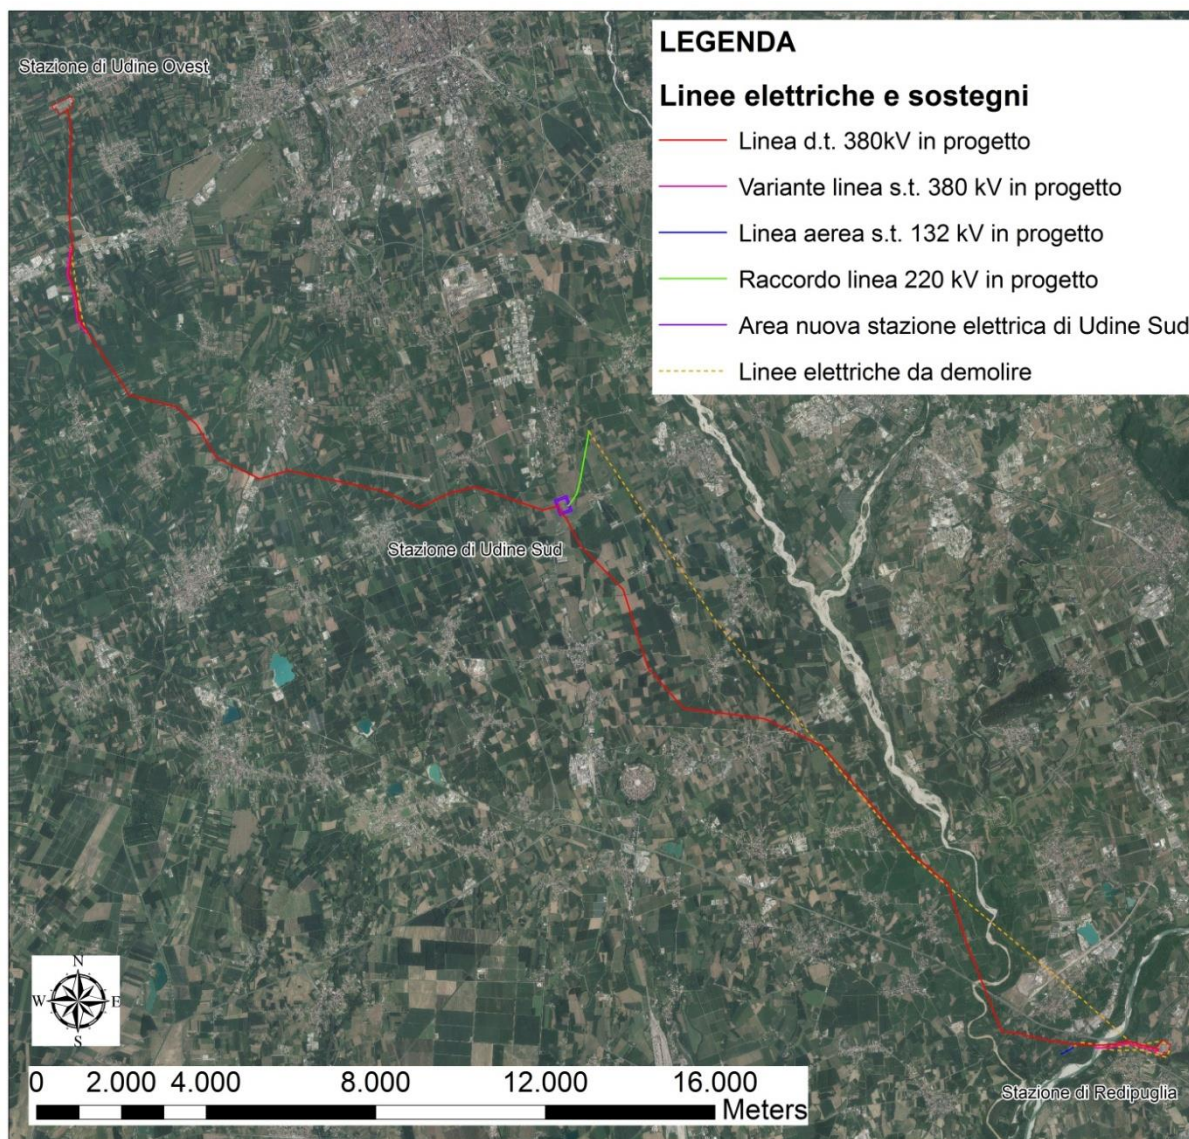 Stazione di Udine Ovest
LEGENDA
Linee elettriche e sostegni
Linea d.t. 380kV in progetto
Variante linea s.t. 380 kV in progetto
Linea aerea s.t. 132 kV in progetto
Raccordo linea 220 kV in progetto
Area nuova stazione elettrica di Udine Sud
Linee elettriche da demolire
Stazione di Udine Sud
N
W E
S
0 2.000 4.000 8.000 12.000 16.000
Meters
Stazione di Redipuglia